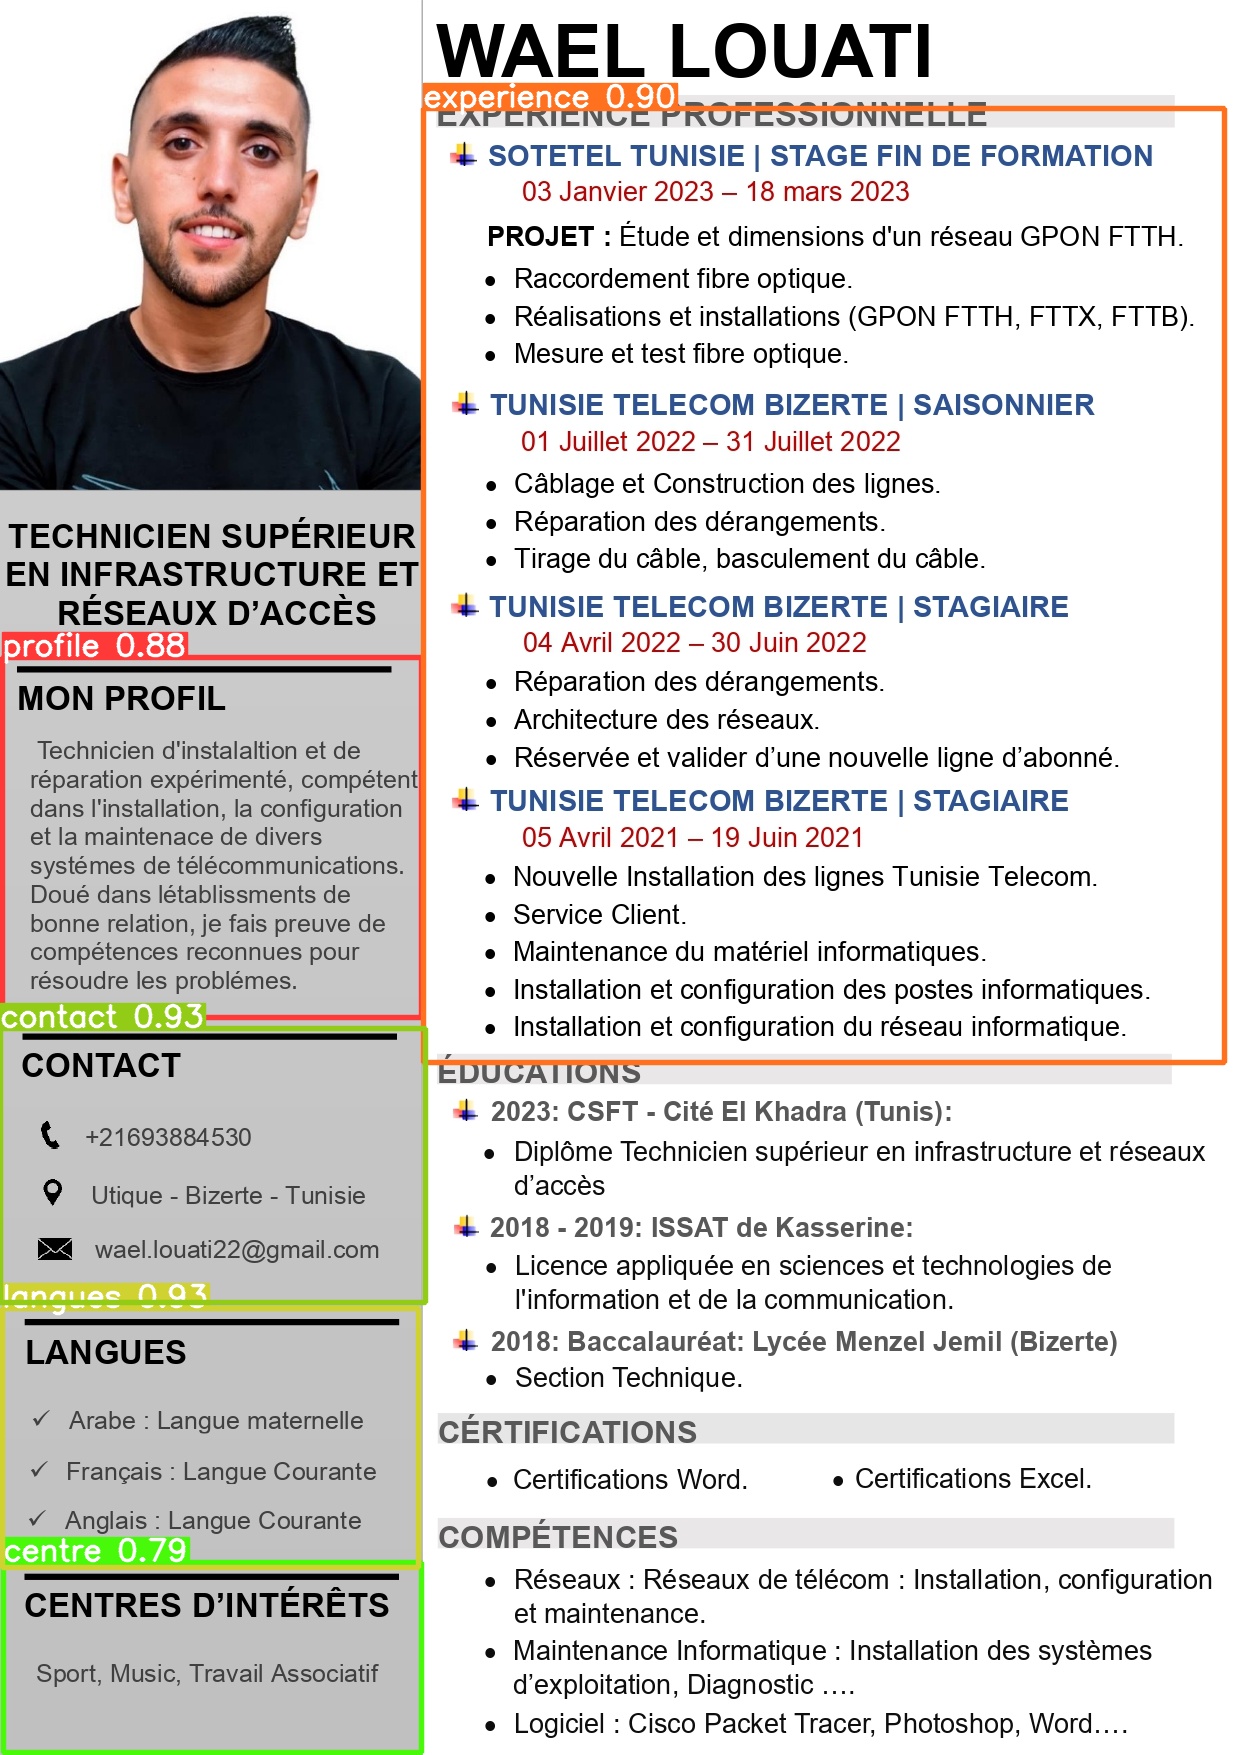 WAEL LOUATI
experience 0.90
EXPÉRIENCE PROFESSIONNELLE
SOTETEL TUNISIE | STAGE FIN DE FORMATION
03 Janvier 2023 – 18 mars 2023
PROJET : Étude et dimensions d'un réseau GPON FTTH.
• Raccordement fibre optique.
• Réalisations et installations (GPON FTTH, FTTX, FTTB).
• Mesure et test fibre optique.
TUNISIE TELECOM BIZERTE | SAISONNIER
01 Juillet 2022 – 31 Juillet 2022
• Câblage et Construction des lignes.
• Réparation des dérangements.
• Tirage du câble, basculement du câble.
TUNISIE TELECOM BIZERTE | STAGIAIRE
04 Avril 2022 – 30 Juin 2022
• Réparation des dérangements.
• Architecture des réseaux.
• Réservée et valider d’une nouvelle ligne d’abonné.
TUNISIE TELECOM BIZERTE | STAGIAIRE
05 Avril 2021 – 19 Juin 2021
• Nouvelle Installation des lignes Tunisie Telecom.
• Service Client.
• Maintenance du matériel informatiques.
• Installation et configuration des postes informatiques.
• Installation et configuration du réseau informatique.
ÉDUCATIONS
2023: CSFT - Cité El Khadra (Tunis):
• Diplôme Technicien supérieur en infrastructure et réseaux
d’accès
2018 - 2019: ISSAT de Kasserine:
• Licence appliquée en sciences et technologies de
l'information et de la communication.
2018: Baccalauréat: Lycée Menzel Jemil (Bizerte)
• Section Technique.
CÉRTIFICATIONS
• Certifications Word. • Certifications Excel.
COMPÉTENCES
• Réseaux : Réseaux de télécom : Installation, configuration
et maintenance.
• Maintenance Informatique : Installation des systèmes
d’exploitation, Diagnostic ….
• Logiciel : Cisco Packet Tracer, Photoshop, Word….
TECHNICIEN SUPÉRIEUR
EN INFRASTRUCTURE ET
RÉSEAUX D’ACCÈS
profile 0.88
MON PROFIL
Technicien d'instalaltion et de
réparation expérimenté, compétent
dans l'installation, la configuration
et la maintenace de divers
systémes de télécommunications.
Doué dans létablissments de
bonne relation, je fais preuve de
compétences reconnues pour
résoudre les problémes.
contact 0.93
CONTACT
+21693884530
Utique - Bizerte - Tunisie
wael.louati22@gmail.com
langues 0.93
LANGUES
✓ Arabe : Langue maternelle
✓ Français : Langue Courante
✓ Anglais : Langue Courante
centre 0.79
CENTRES D’INTÉRÊTS
Sport, Music, Travail Associatif